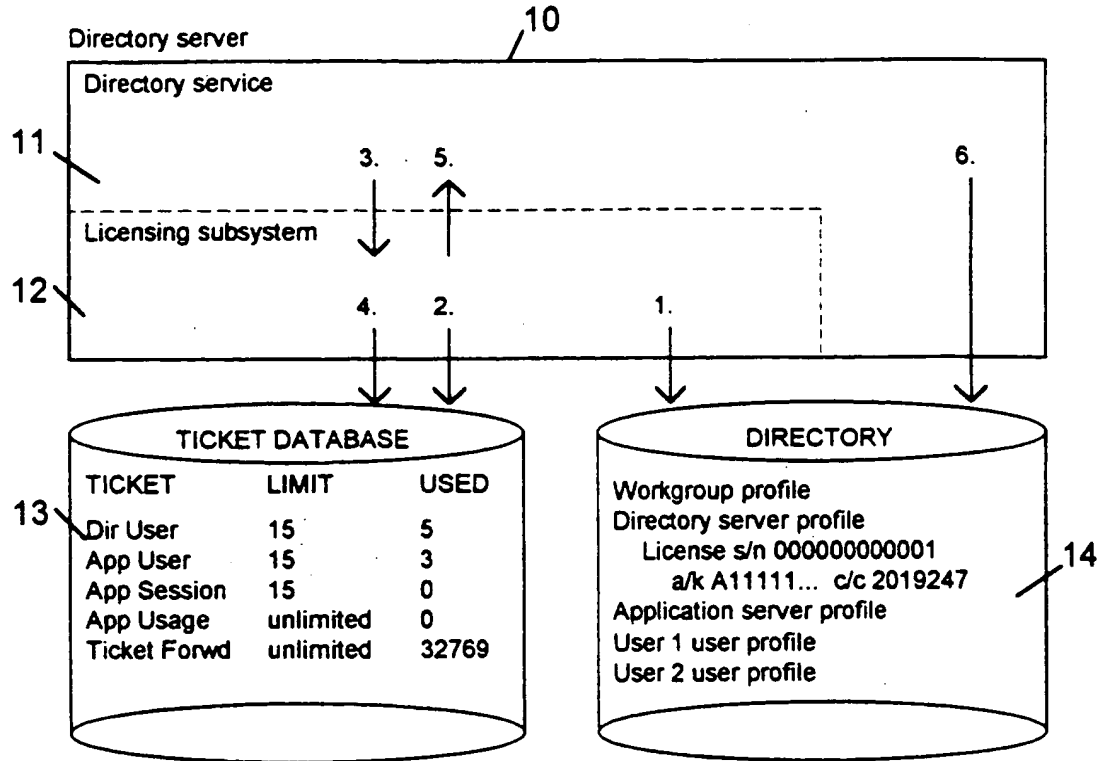 10
Directory server
Directory service
11
3. 5. 6.
Licensing subsystem
12
4. 2. 1.
TICKET DATABASE
TICKET LIMIT USED
13
Dir User 15 5
App User 15 3
App Session 15 0
App Usage unlimited 0
Ticket Forwd unlimited 32769
DIRECTORY
Workgroup profile
Directory server profile
License s/n 000000000001
a/k A11111... c/c 2019247
14
Application server profile
User 1 user profile
User 2 user profile